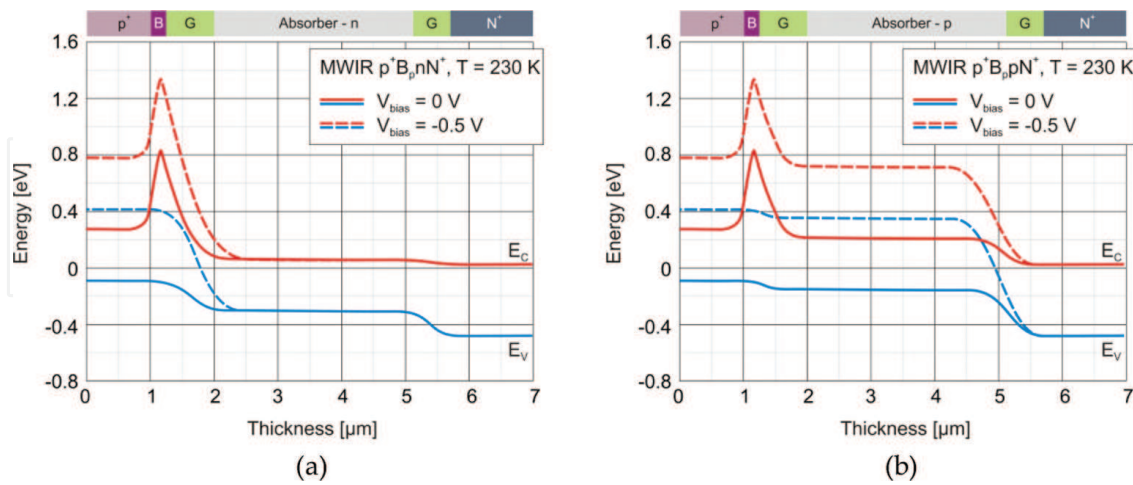 p+ B G Absorber - n G N+
1.6
1.2
0.8
0.4
0
-0.4
-0.8
Energy [eV]
MWIR p+BpnN+, T = 230 K
Vbias = 0 V
Vbias = -0.5 V
EC
EV
0 1 2 3 4 5 6 7
Thickness [µm]
(a)
p+ B G Absorber - p G N+
1.6
1.2
0.8
0.4
0
-0.4
-0.8
Energy [eV]
MWIR p+BppN+, T = 230 K
Vbias = 0 V
Vbias = -0.5 V
EC
EV
0 1 2 3 4 5 6 7
Thickness [µm]
(b)